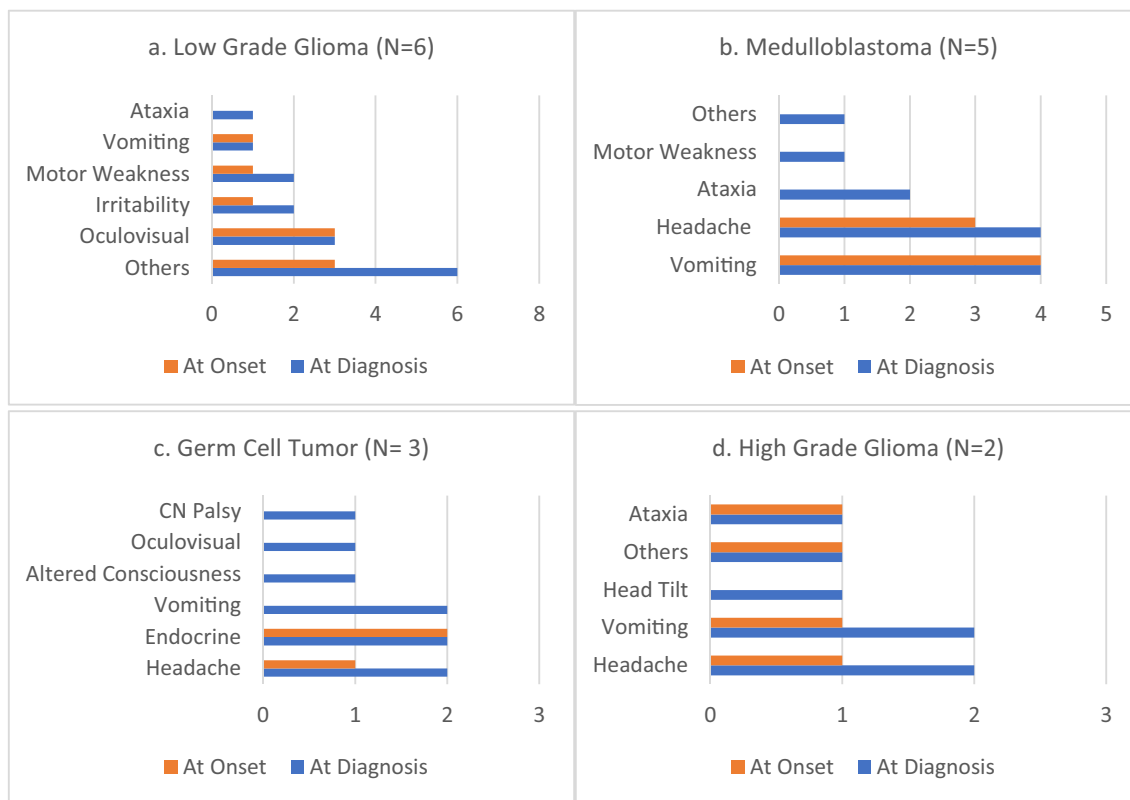 a. Low Grade Glioma (N=6)
Ataxia
Vomiting
Motor Weakness
Irritability
Oculovisual
Others
0 2 4 6 8
At Onset At Diagnosis
b. Medulloblastoma (N=5)
Others
Motor Weakness
Ataxia
Headache
Vomiting
0 1 2 3 4 5
At Onset At Diagnosis
c. Germ Cell Tumor (N= 3)
CN Palsy
Oculovisual
Altered Consciousness
Vomiting
Endocrine
Headache
0 1 2 3
At Onset At Diagnosis
d. High Grade Glioma (N=2)
Ataxia
Others
Head Tilt
Vomiting
Headache
0 1 2 3
At Onset At Diagnosis